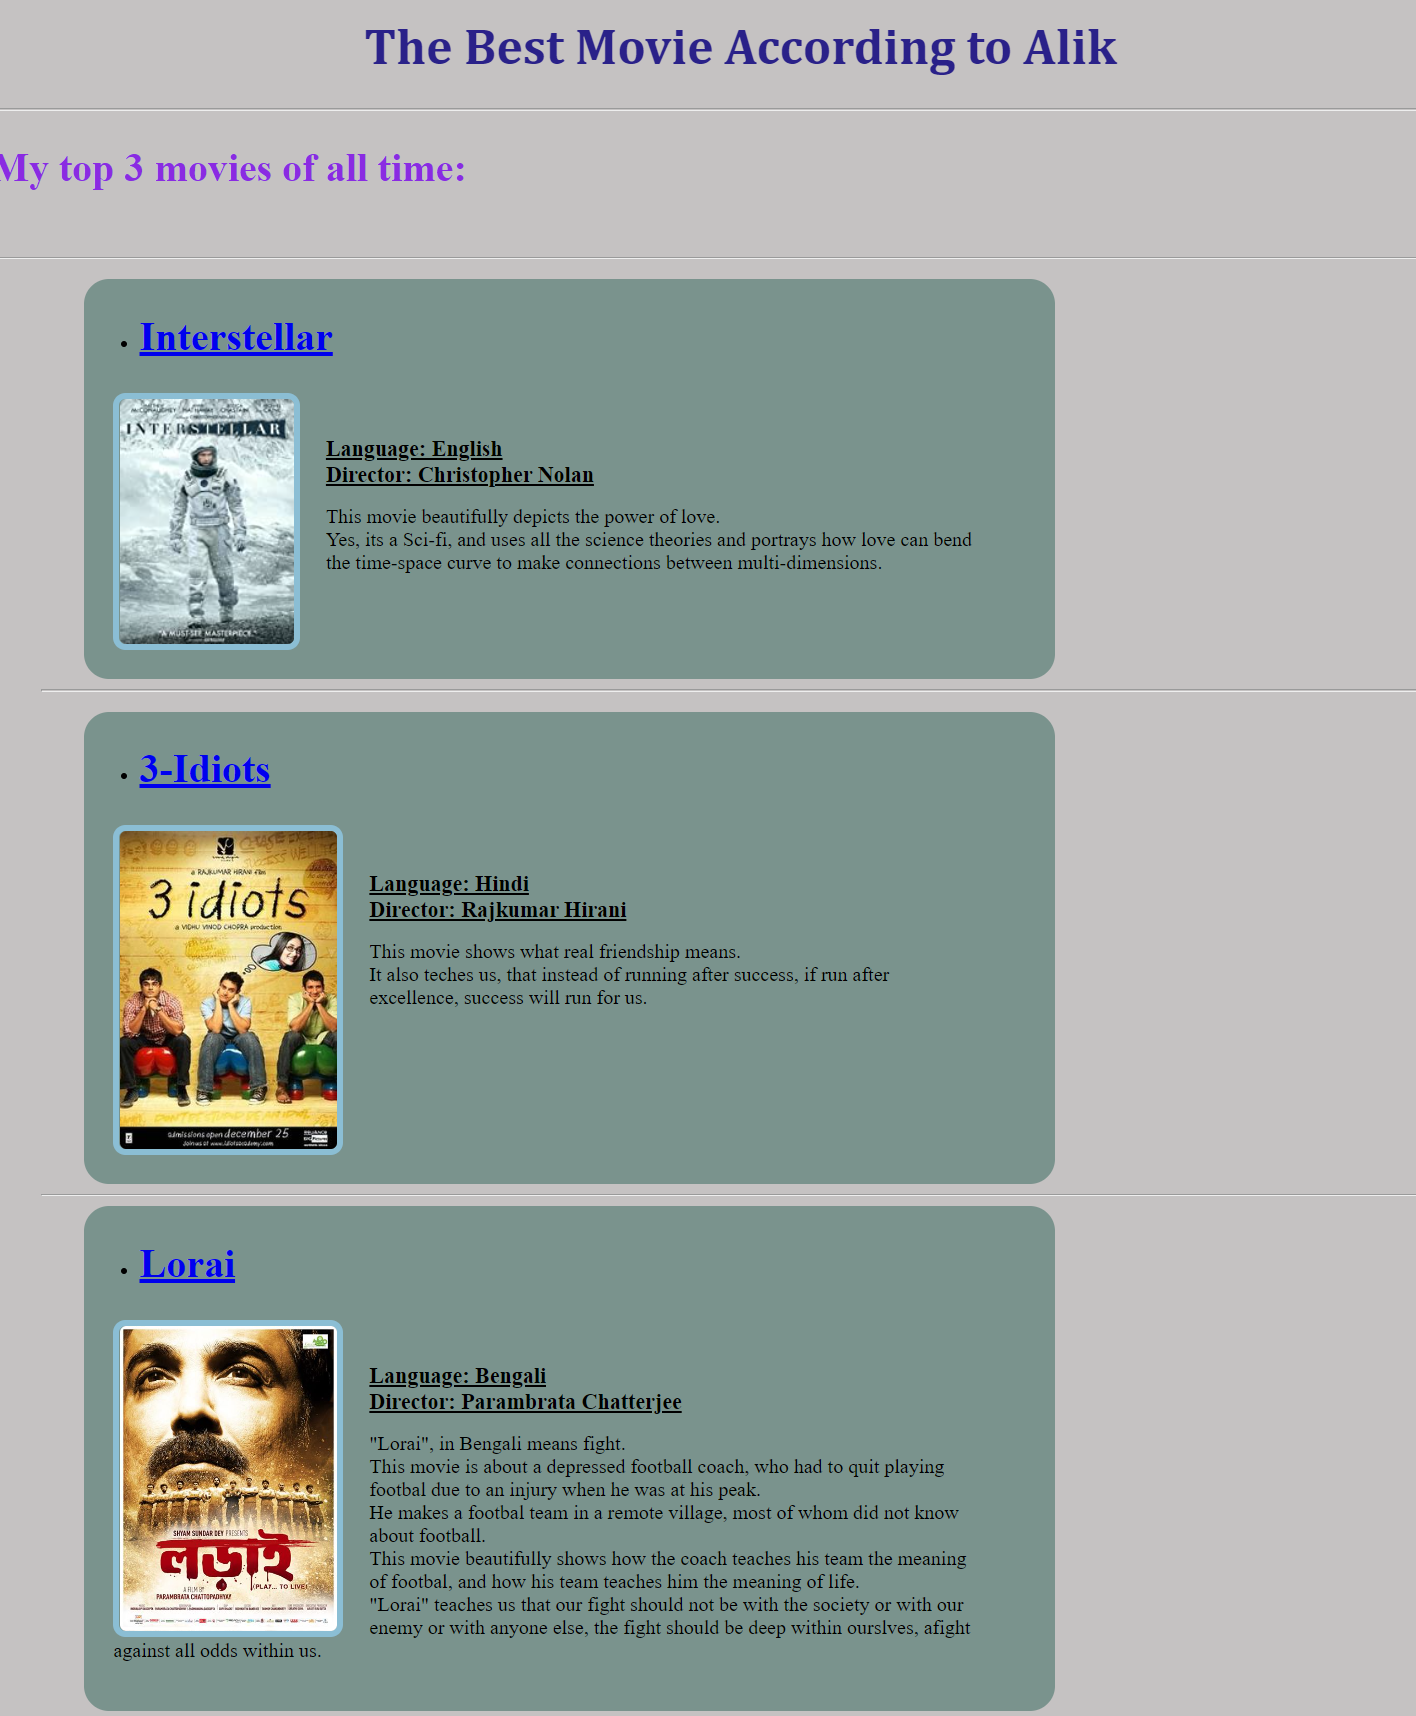 The Best Movie According to Alik
My top 3 movies of all time:
Interstellar
INTERSTELLAR
"A MUST-SEE MASTERPIECE."
Language: English
Director: Christopher Nolan
This movie beautifully depicts the power of love.
Yes, its a Sci-fi, and uses all the science theories and portrays how love can bend
the time-space curve to make connections between multi-dimensions.
3-Idiots
a RAJKUMAR HIRANI film
3 idiots
a VIDHU VINOD CHOPRA production
admissions open december 25
Join us at www.idiotsacademy.com
Language: Hindi
Director: Rajkumar Hirani
This movie shows what real friendship means.
It also teches us, that instead of running after success, if run after
excellence, success will run for us.
Lorai
SHYAM SUNDAR DEY PRESENTS
লড়াই
(PLAY... TO LIVE)
A FILM BY
PARAMBRATA CHATTOPADHYAY
Language: Bengali
Director: Parambrata Chatterjee
"Lorai", in Bengali means fight.
This movie is about a depressed football coach, who had to quit playing
footbal due to an injury when he was at his peak.
He makes a footbal team in a remote village, most of whom did not know
about football.
This movie beautifully shows how the coach teaches his team the meaning
of footbal, and how his team teaches him the meaning of life.
"Lorai" teaches us that our fight should not be with the society or with our
enemy or with anyone else, the fight should be deep within ourslves, afight
against all odds within us.